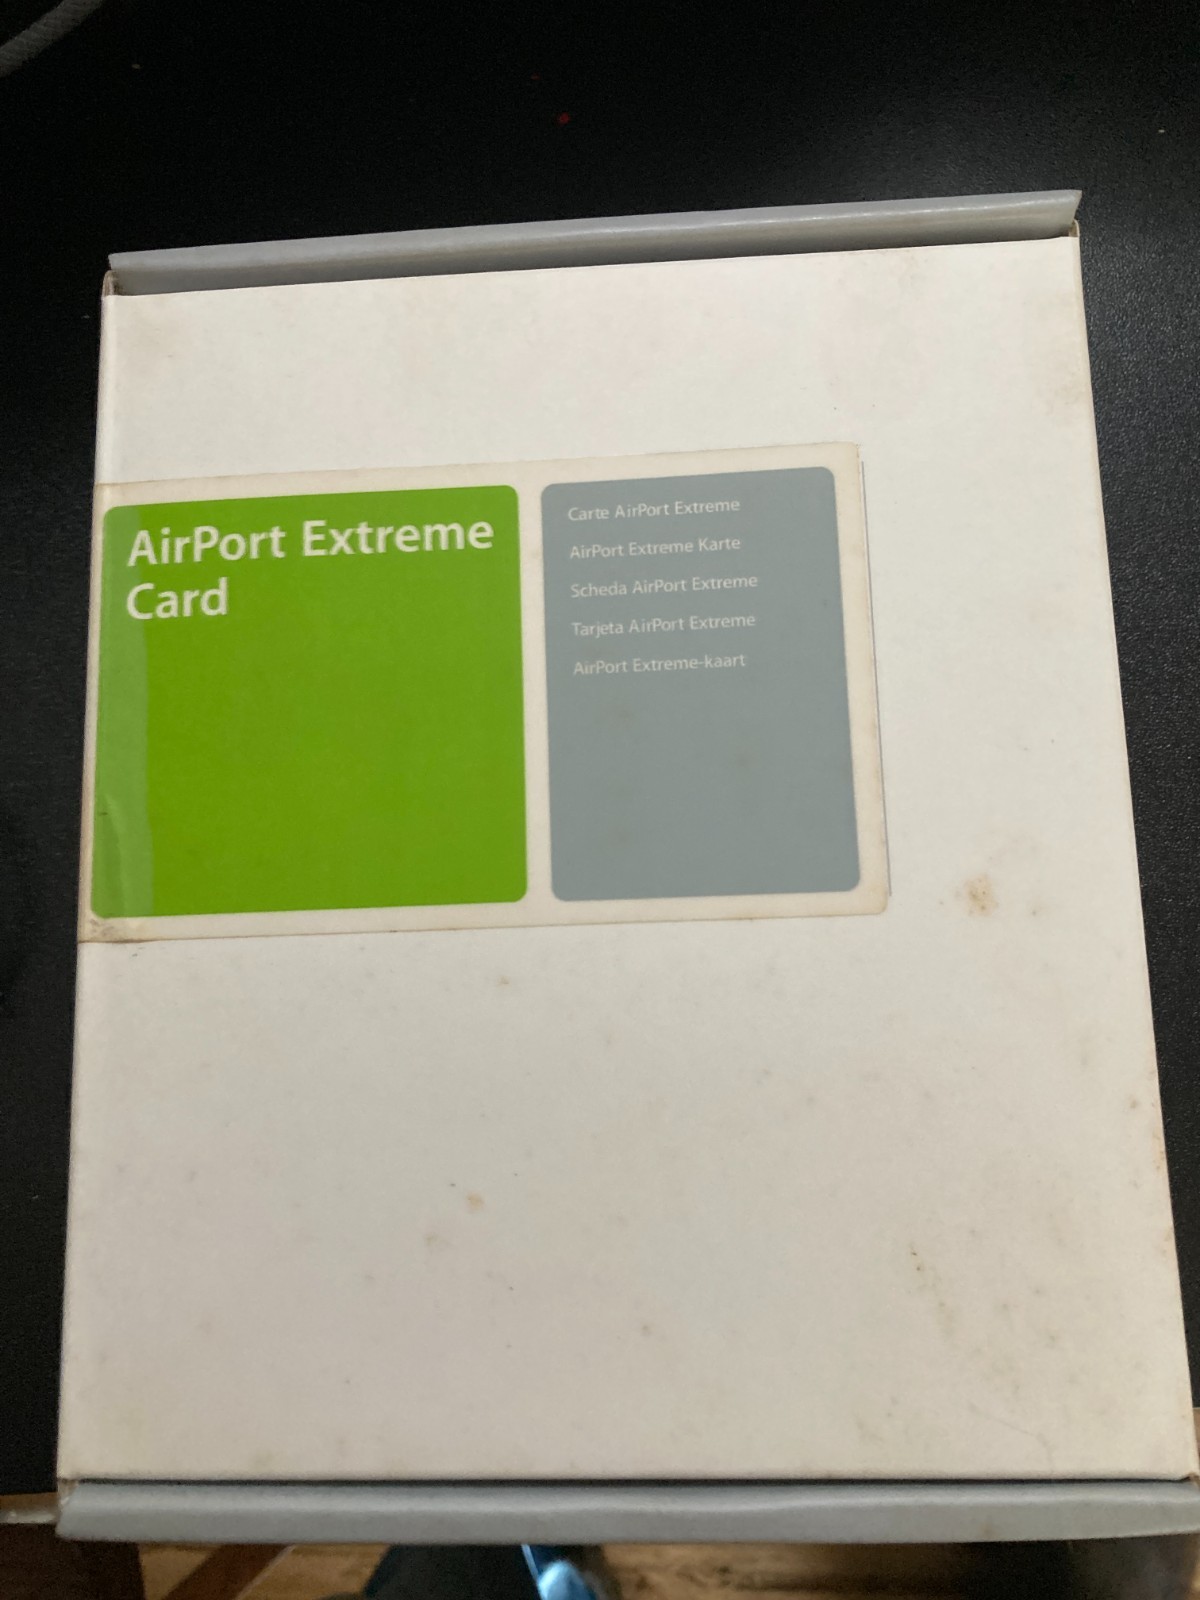 AirPort Extreme
Card
Carte AirPort Extreme
AirPort Extreme Karte
Scheda AirPort Extreme
Tarjeta AirPort Extreme
AirPort Extreme-kaart